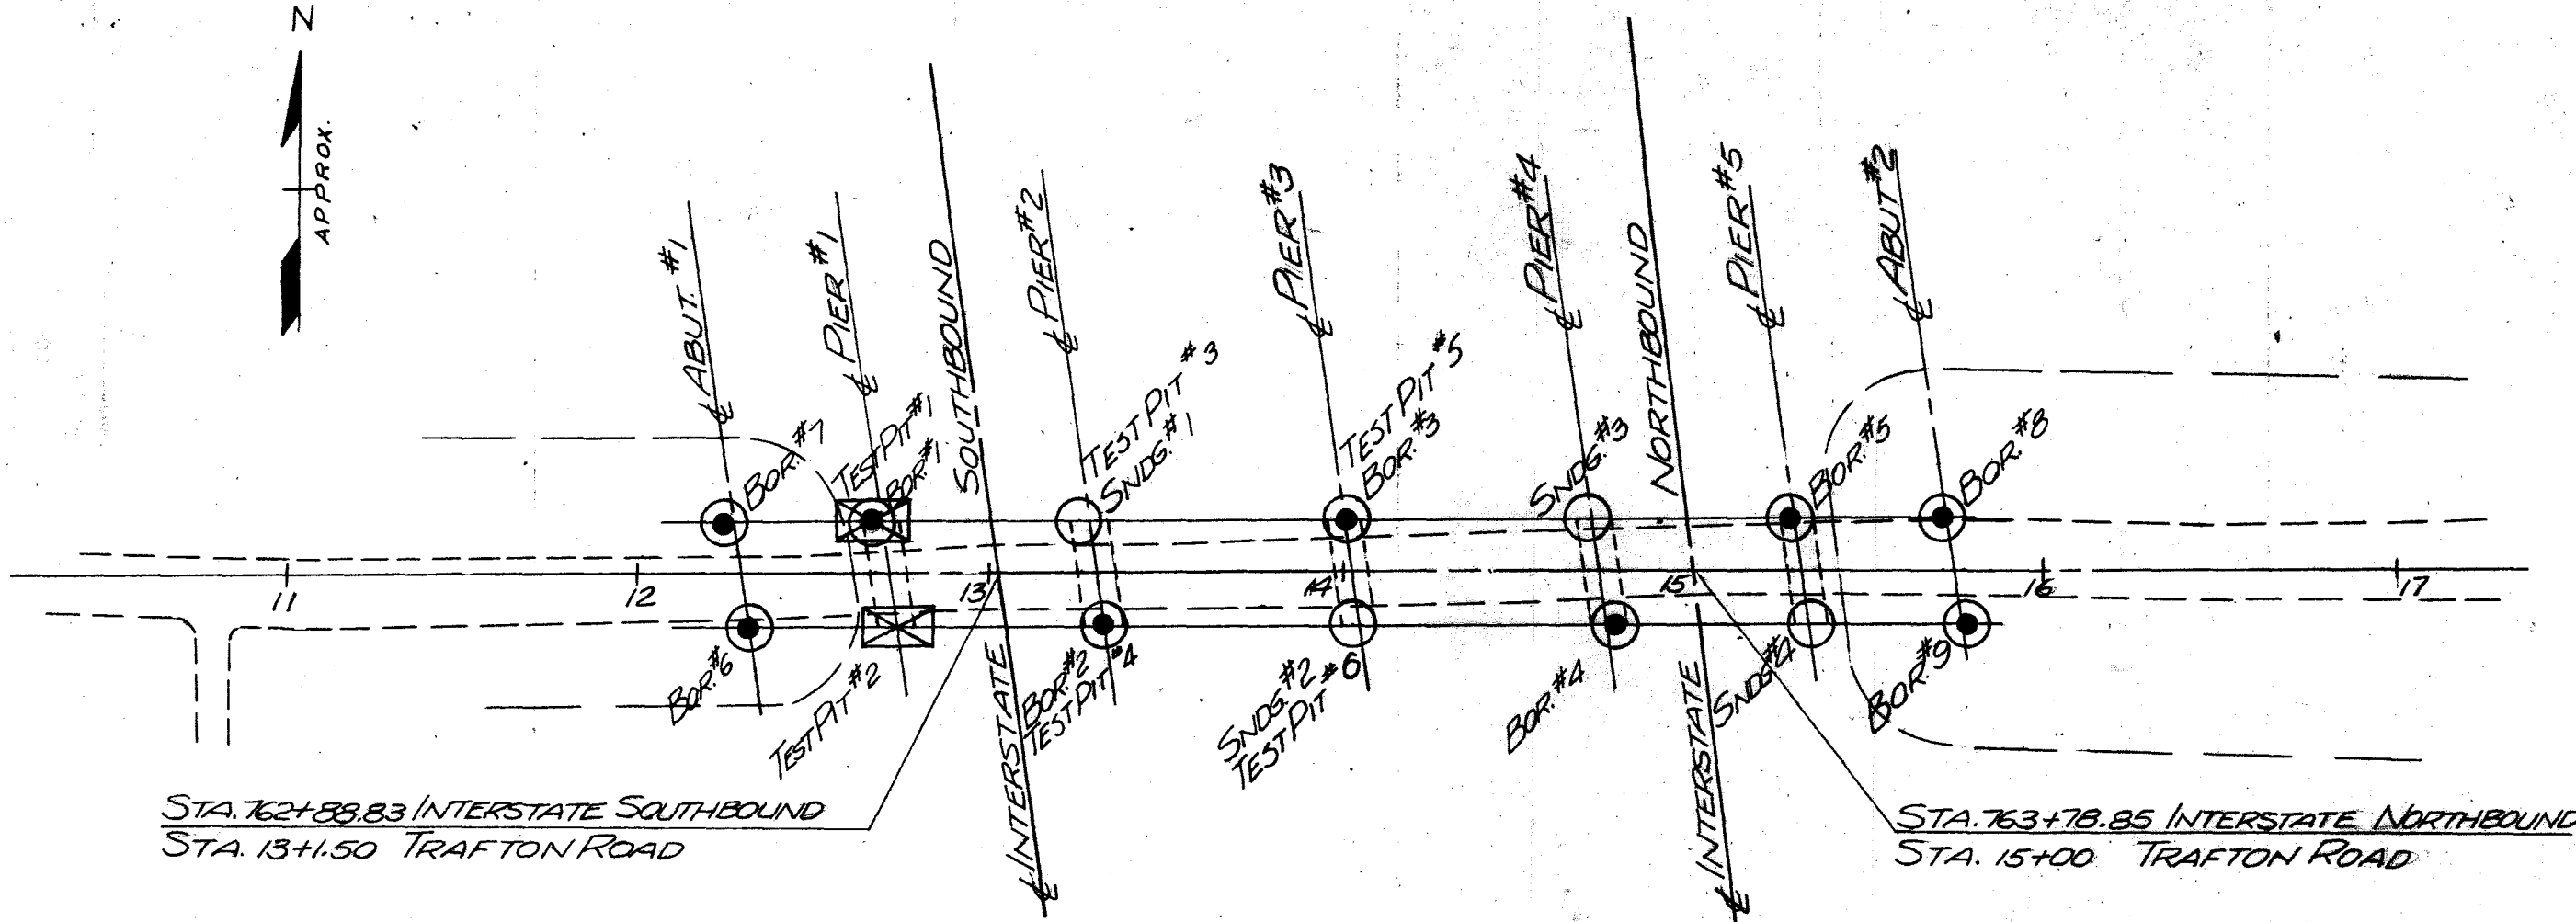 N
APPROX.
℄ ABUT. #1
℄ PIER #1
SOUTHBOUND
℄ PIER #2
℄ PIER #3
℄ PIER #4
NORTHBOUND
℄ PIER #5
℄ ABUT #2
BOR. #7
TEST PIT #1
BOR. #1
TEST PIT #3
SNDG. #1
TEST PIT #5
BOR. #3
SNDG. #3
BOR. #5
BOR. #8
11
12
13
14
15
16
17
BOR. #6
TEST PIT #2
℄ INTERSTATE
BOR. #2
TEST PIT #4
SNDG. #2
TEST PIT #6
BOR. #4
℄ INTERSTATE
SNDG #4
BOR. #9
STA. 762+88.83 INTERSTATE SOUTHBOUND
STA. 13+1.50 TRAFTON ROAD
STA. 763+78.85 INTERSTATE NORTHBOUND
STA. 15+00 TRAFTON ROAD